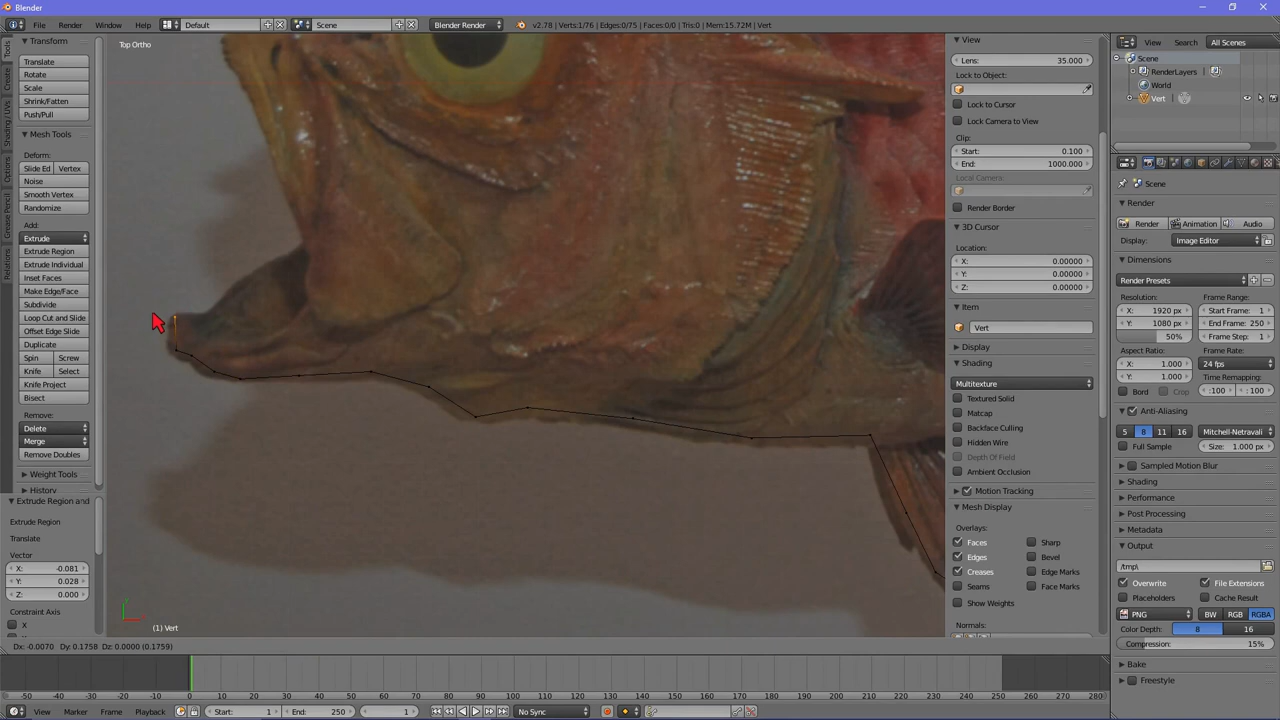 Blender
File Render Window Help Default Scene Blender Render v2.78 | Verts:1/76 | Edges:0/75 | Faces:0/0 | Tris:0 | Mem:15.72M | Vert
Tools
Create
Shading / UVs
Options
Grease Pencil
Relations
Transform
Translate
Rotate
Scale
Shrink/Fatten
Push/Pull
Mesh Tools
Deform:
Slide Ed Vertex
Noise
Smooth Vertex
Randomize
Add:
Extrude
Extrude Region
Extrude Individual
Inset Faces
Make Edge/Face
Subdivide
Loop Cut and Slide
Offset Edge Slide
Duplicate
Spin Screw
Knife Select
Knife Project
Bisect
Remove:
Delete
Merge
Remove Doubles
Weight Tools
History
Extrude Region and
Extrude Region
Translate
Vector
X: -0.081
Y: 0.028
Z: 0.000
Constraint Axis
X
Top Ortho
(1) Vert
Dx: -0.0070 Dy: 0.1758 Dz: 0.0000 (0.1759)
View
Lens: 35.000
Lock to Object:
Lock to Cursor
Lock Camera to View
Clip:
Start: 0.100
End: 1000.000
Local Camera:
Render Border
3D Cursor
Location:
X: 0.00000
Y: 0.00000
Z: 0.00000
Item
Vert
Display
Shading
Multitexture
Textured Solid
Matcap
Backface Culling
Hidden Wire
Depth Of Field
Ambient Occlusion
Motion Tracking
Mesh Display
Overlays:
Faces Sharp
Edges Bevel
Creases Edge Marks
Seams Face Marks
Show Weights
Normals:
View Search All Scenes
Scene
RenderLayers
World
Vert
Scene
Render
Render Animation Audio
Display: Image Editor
Dimensions
Render Presets
Resolution: Frame Range:
X: 1920 px Start Frame: 1
Y: 1080 px End Frame: 250
50% Frame Step: 1
Aspect Ratio: Frame Rate:
X: 1.000 24 fps
Y: 1.000 Time Remapping:
Bord Crop :100 : 100
Anti-Aliasing
5 8 11 16 Mitchell-Netravali
Full Sample Size: 1.000 px
Sampled Motion Blur
Shading
Performance
Post Processing
Metadata
Output
/tmp\
Overwrite File Extensions
Placeholders Cache Result
PNG BW RGB RGBA
Color Depth: 8 16
Compression: 15%
Bake
Freestyle
-50 -40 -30 -20 -10 0 10 20 30 40 50 60 70 80 90 100 110 120 130 140 150 160 170 180 190 200 210 220 230 240 250 260 270 280
View Marker Frame Playback Start: 1 End: 250 1 No Sync